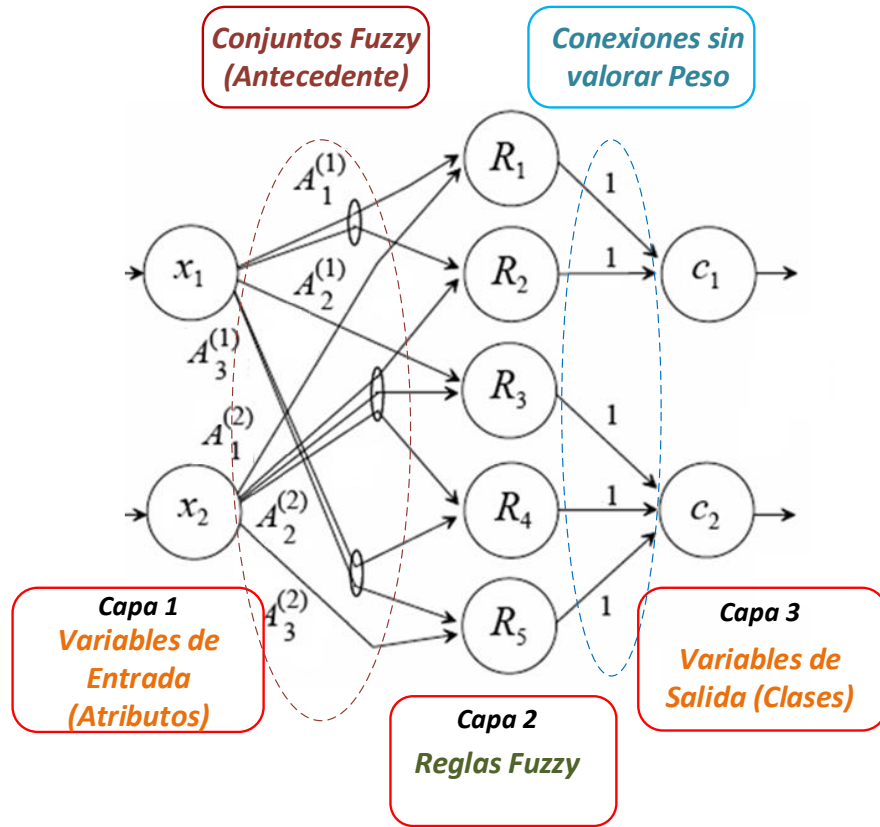 Conjuntos Fuzzy
(Antecedente)
Conexiones sin
valorar Peso
R₁
A₁⁽¹⁾
1
x₁
A₂⁽¹⁾
R₂
1
c₁
A₃⁽¹⁾
R₃
1
A₁⁽²⁾
x₂
A₂⁽²⁾
R₄
1
c₂
A₃⁽²⁾
R₅
1
Capa 1
Variables de
Entrada
(Atributos)
Capa 2
Reglas Fuzzy
Capa 3
Variables de
Salida (Clases)